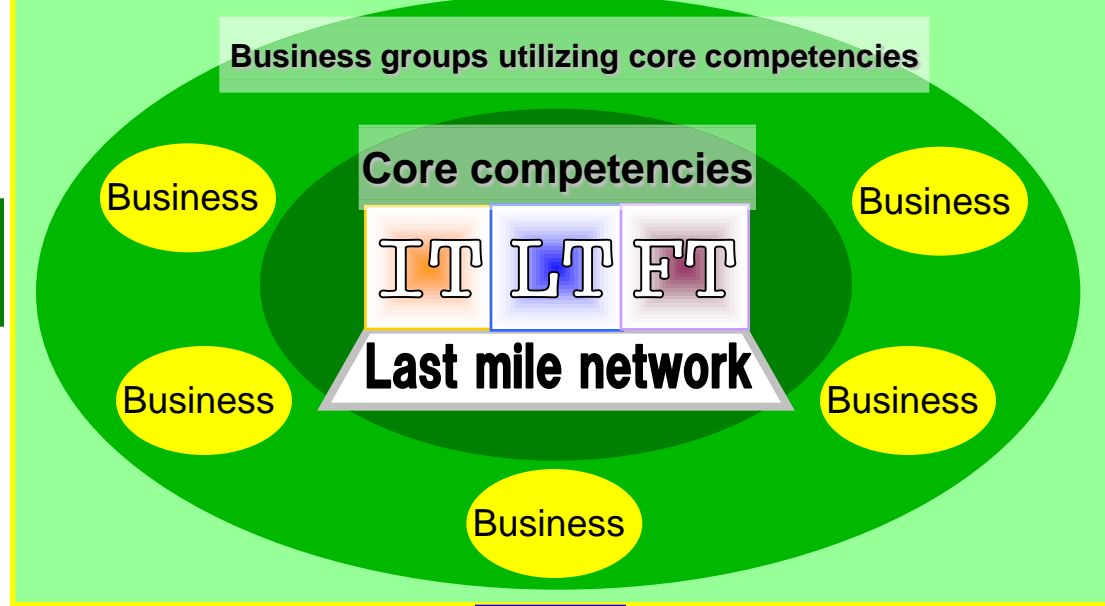 Business groups utilizing core competencies
Core competencies
Business
Business
IT LT FT
Last mile network
Business
Business
Business